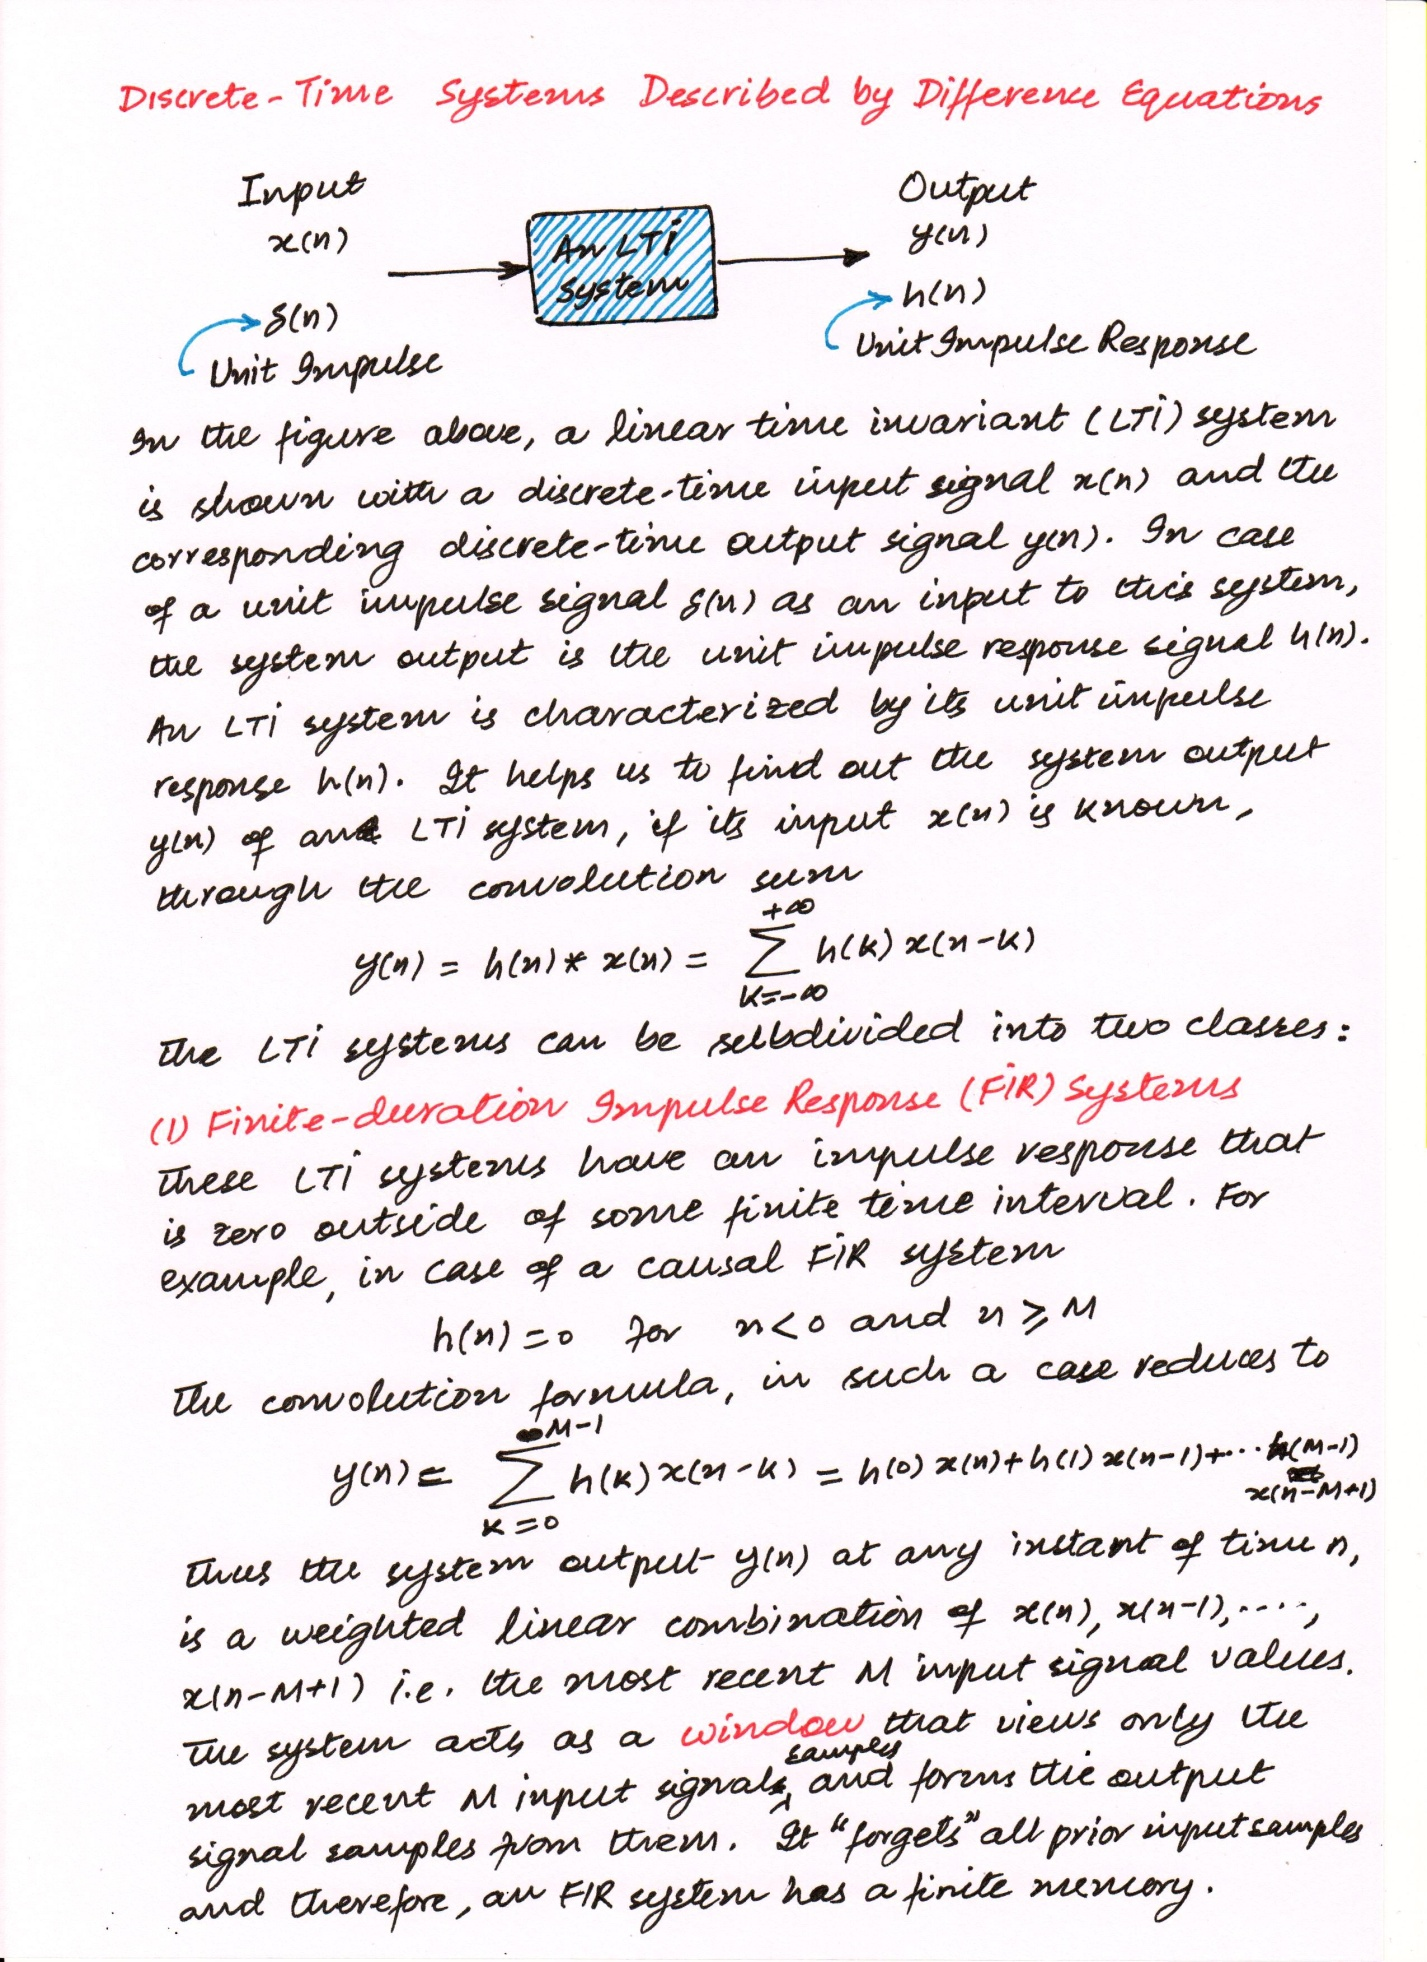 Discrete-Time Systems Described by Difference Equations
Input
x(n)
δ(n)
Unit Impulse
An LTI
System
Output
y(n)
h(n)
Unit Impulse Response
In the figure above, a linear time invariant (LTI) system
is shown with a discrete-time input signal x(n) and the
corresponding discrete-time output signal y(n). In case
of a unit impulse signal δ(n) as an input to this system,
the system output is the unit impulse response signal h(n).
An LTI system is characterized by its unit impulse
response h(n). It helps us to find out the system output
y(n) of an LTI system, if its input x(n) is known,
through the convolution sum
y(n) = h(n) * x(n) = +∞ Σ k=-∞ h(k) x(n-k)
The LTI systems can be subdivided into two classes:
(1) Finite-duration Impulse Response (FIR) Systems
These LTI systems have an impulse response that
is zero outside of some finite time interval. For
example, in case of a causal FIR system
h(n) = 0 for n<0 and n ≥ M
The convolution formula, in such a case reduces to
y(n) = M-1 Σ k=0 h(k) x(n-k) = h(0) x(n) + h(1) x(n-1) + ... h(M-1)
x(n-M+1)
Thus the system output y(n) at any instant of time n,
is a weighted linear combination of x(n), x(n-1), ....,
x(n-M+1) i.e. the most recent M input signal values.
The system acts as a window that views only the
most recent M input signal samples and forms the output
signal samples from them. It "forgets" all prior input samples
and therefore, an FIR system has a finite memory.